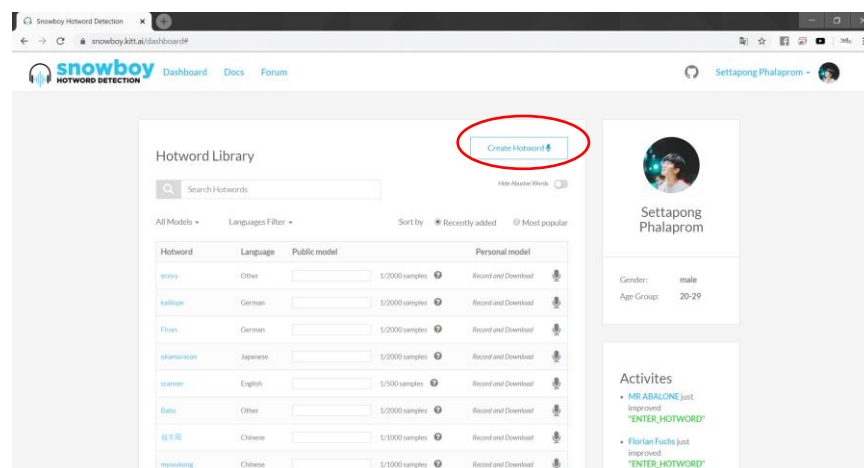 Snowboy Hotword Detection
snowboy.kitt.ai/dashboard#
snowboy
HOTWORD DETECTION
Dashboard Docs Forum
Settapong Phalaprom
Hotword Library
Create Hotword
Search Hotwords
Hide Abusive Words
All Models
Languages Filter
Sort by Recently added Most popular
Hotword Language Public model Personal model
Other 1/2000 samples Record and Download
kalliope German 1/2000 samples Record and Download
Finan German 1/2000 samples Record and Download
okamurasan Japanese 1/2000 samples Record and Download
scanner English 1/500 samples Record and Download
Babu Other 1/2000 samples Record and Download
Chinese 1/1000 samples Record and Download
Chinese 1/1000 samples Record and Download
Settapong
Phalaprom
Gender: male
Age Group: 20-29
Activites
MR ABALONE just
improved
"ENTER_HOTWORD"
Florian Fuchs just
improved
"ENTER_HOTWORD"